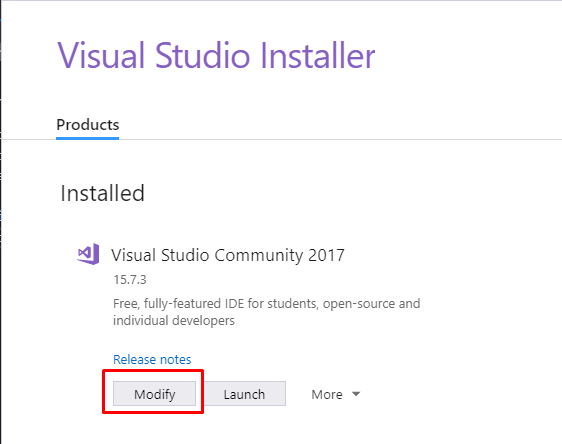 Visual Studio Installer
Products
Installed
Visual Studio Community 2017
15.7.3
Free, fully-featured IDE for students, open-source and
individual developers
Release notes
Modify Launch More